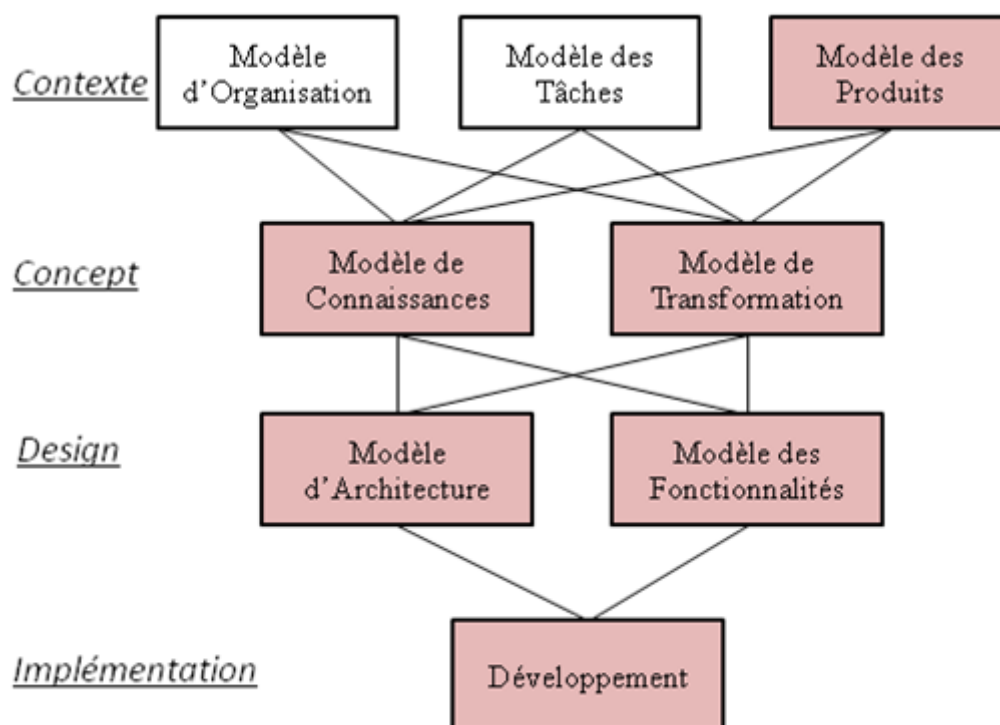 Contexte
Modèle
d'Organisation
Modèle des
Tâches
Modèle des
Produits
Concept
Modèle de
Connaissances
Modèle de
Transformation
Design
Modèle
d'Architecture
Modèle des
Fonctionnalités
Implémentation
Développement